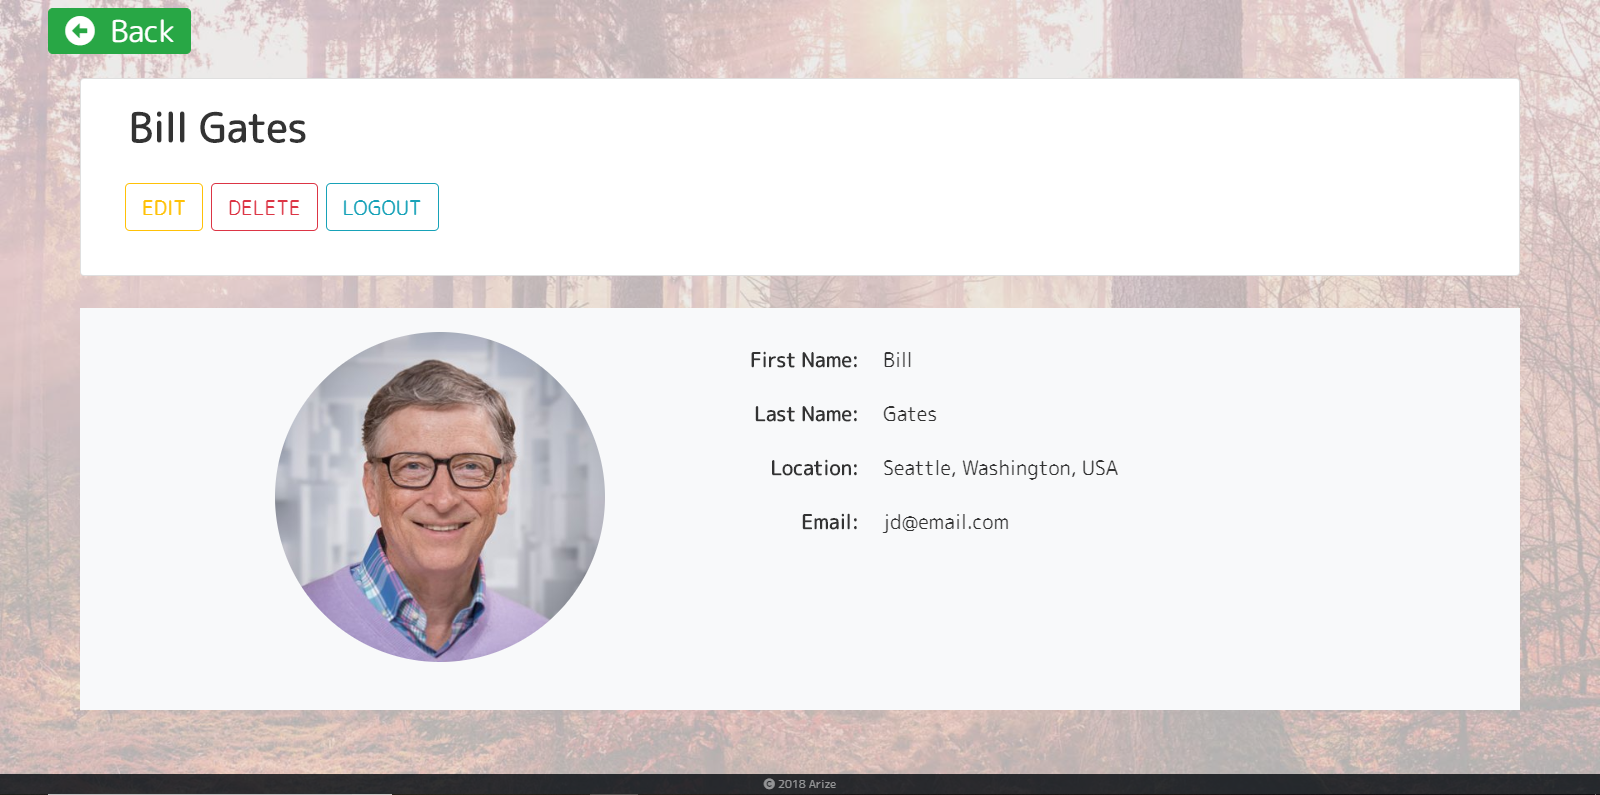 Back
Bill Gates
EDIT DELETE LOGOUT
First Name: Bill
Last Name: Gates
Location: Seattle, Washington, USA
Email: jd@email.com
© 2018 Arize